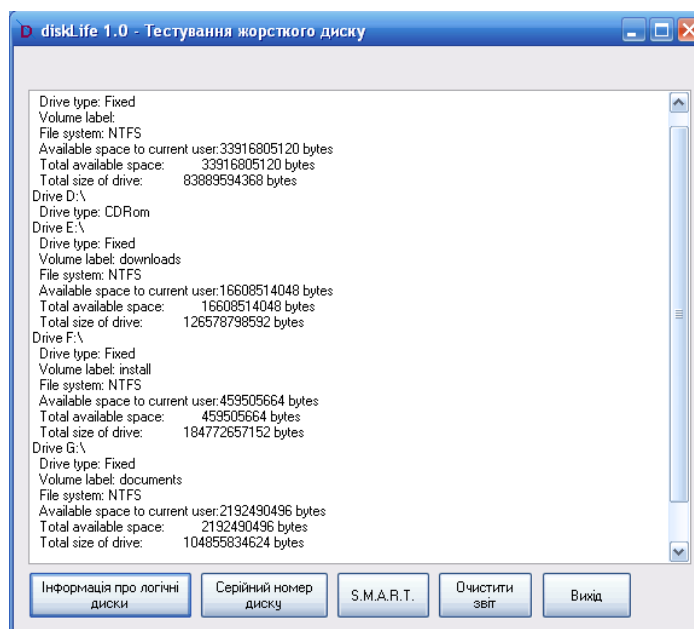 D diskLife 1.0 - Тестування жорсткого диску
Drive type: Fixed
Volume label:
File system: NTFS
Available space to current user:33916805120 bytes
Total available space: 33916805120 bytes
Total size of drive: 83889594368 bytes
Drive D:\
Drive type: CDRom
Drive E:\
Drive type: Fixed
Volume label: downloads
File system: NTFS
Available space to current user:16608514048 bytes
Total available space: 16608514048 bytes
Total size of drive: 126578798592 bytes
Drive F:\
Drive type: Fixed
Volume label: install
File system: NTFS
Available space to current user:459505664 bytes
Total available space: 459505664 bytes
Total size of drive: 184772657152 bytes
Drive G:\
Drive type: Fixed
Volume label: documents
File system: NTFS
Available space to current user:2192490496 bytes
Total available space: 2192490496 bytes
Total size of drive: 104855834624 bytes
Інформація про логічні
диски
Серійний номер
диску
S.M.A.R.T.
Очистити
звіт
Вихід